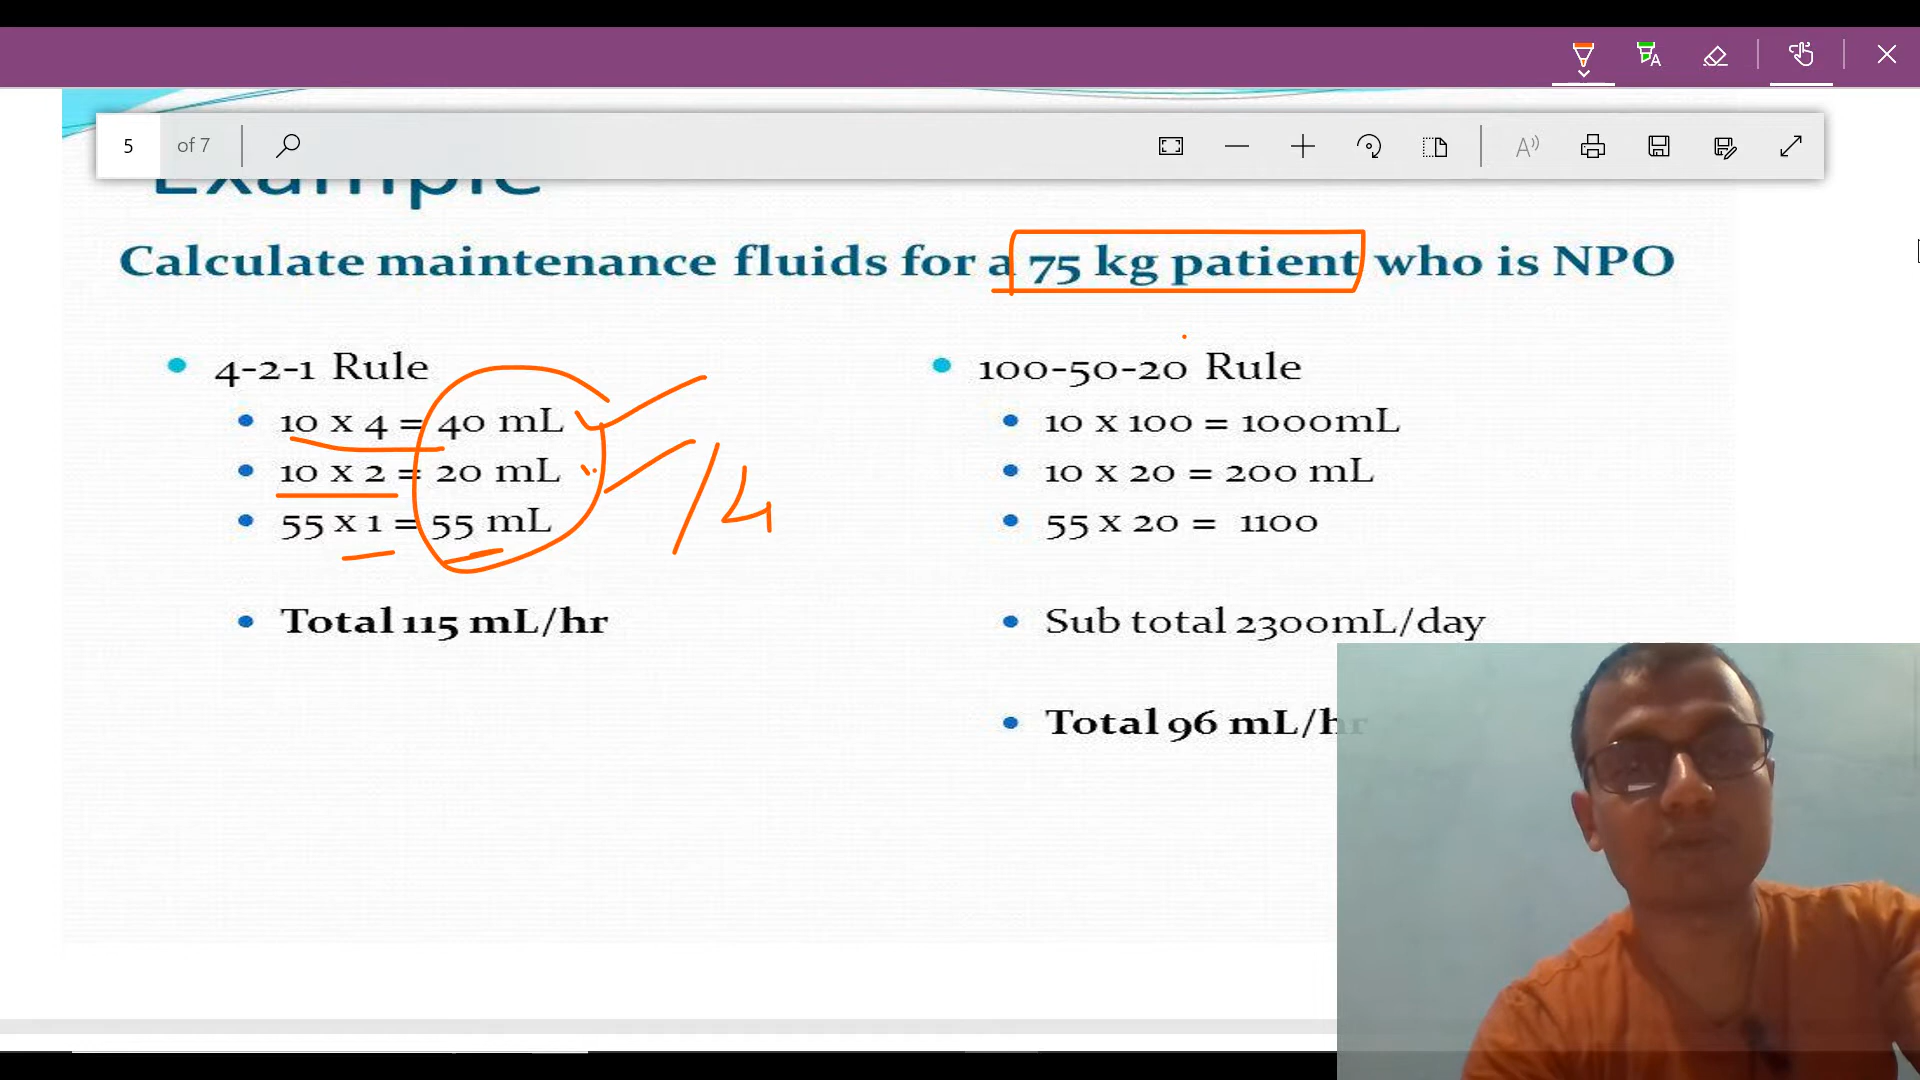 5 of 7
Example
Calculate maintenance fluids for a 75 kg patient who is NPO
4-2-1 Rule
10 x 4 = 40 mL
10 x 2 = 20 mL
55 x 1 = 55 mL
/4
Total 115 mL/hr
100-50-20 Rule
10 x 100 = 1000mL
10 x 20 = 200 mL
55 x 20 = 1100
Sub total 2300mL/day
Total 96 mL/hr